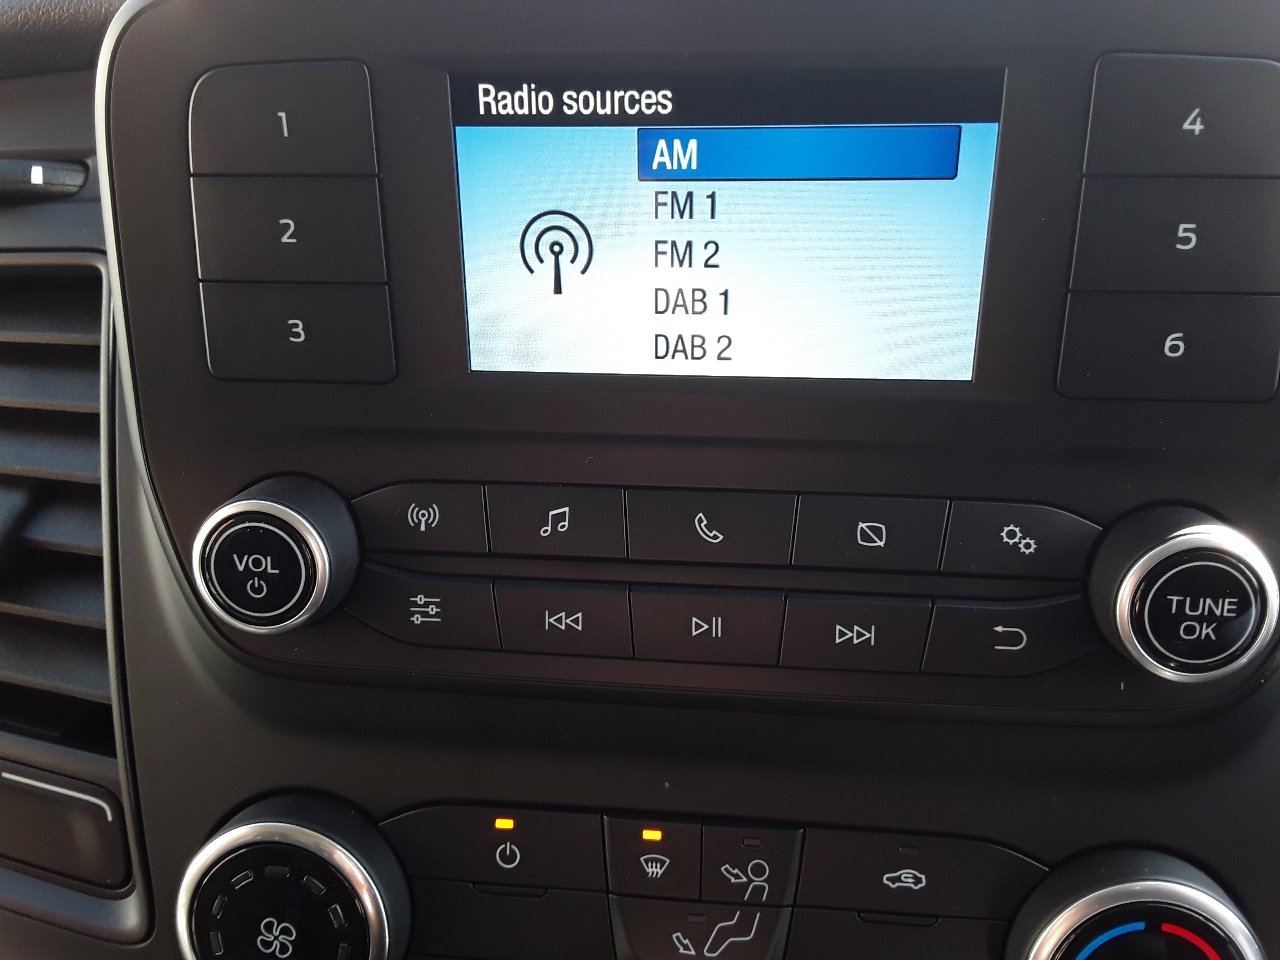 Radio sources
AM
FM 1
FM 2
DAB 1
DAB 2
1
2
3
4
5
6
VOL
TUNE
OK